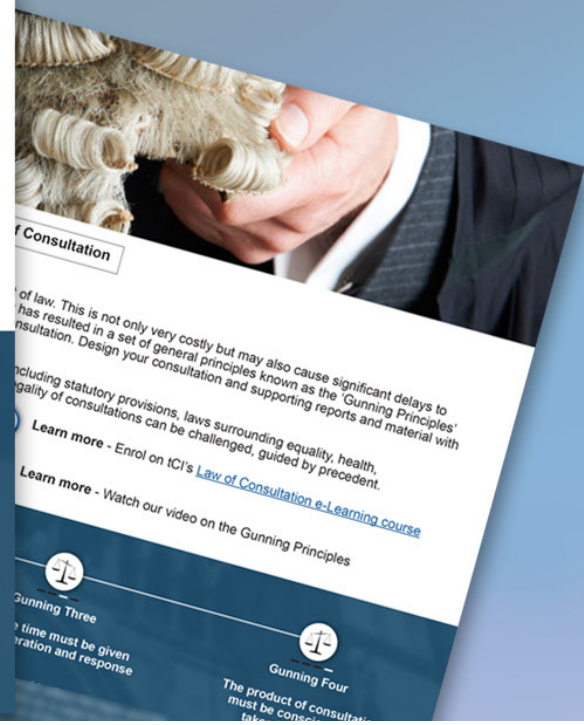 f Consultation
of law. This is not only very costly but may also cause significant delays to
has resulted in a set of general principles known as the ‘Gunning Principles’
nsultation. Design your consultation and supporting reports and material with
ncluding statutory provisions, laws surrounding equality, health,
egality of consultations can be challenged, guided by precedent.
Learn more - Enrol on tCI's Law of Consultation e-Learning course
Learn more - Watch our video on the Gunning Principles
Gunning Three
time must be given
eration and response
Gunning Four
The product of consultati
must be consci
take